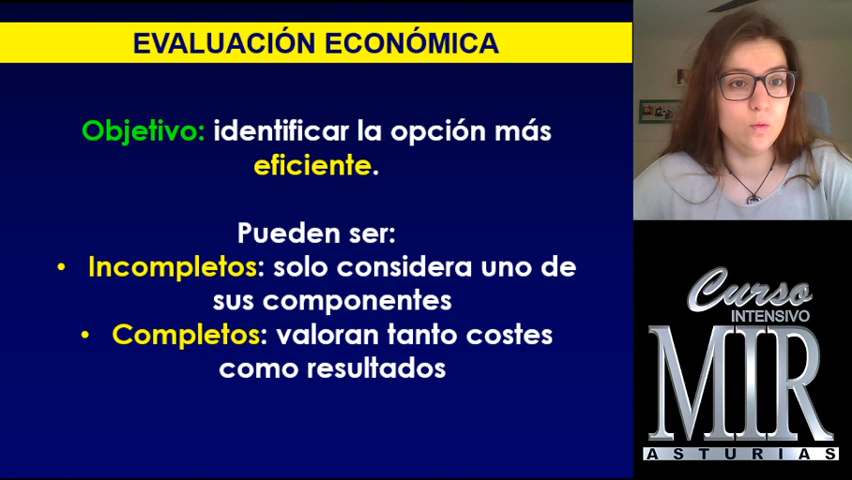 EVALUACIÓN ECONÓMICA
Objetivo: identificar la opción más
eficiente.
Pueden ser:
• Incompletos: solo considera uno de
sus componentes
• Completos: valoran tanto costes
como resultados
Curso
INTENSIVO
MIR
ASTURIAS